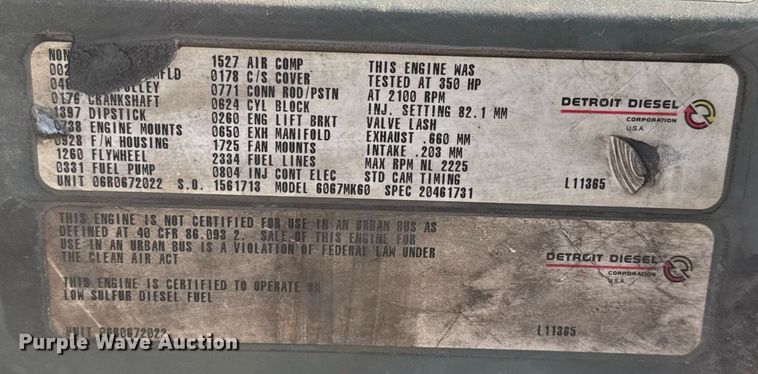 NON
002 MFLD
LLEY
0176 CRANKSHAFT
1397 DIPSTICK
0738 ENGINE MOUNTS
0928 F/W HOUSING
1260 FLYWHEEL
0331 FUEL PUMP
1527 AIR COMP
0178 C/S COVER
0771 CONN ROD/PSTN
0624 CYL BLOCK
0260 ENG LIFT BRKT
0650 EXH MANIFOLD
1725 FAN MOUNTS
2334 FUEL LINES
0804 INJ CONT ELEC
THIS ENGINE WAS
TESTED AT 350 HP
AT 2100 RPM
INJ. SETTING 82.1 MM
VALVE LASH
EXHAUST .660 MM
INTAKE .203 MM
MAX RPM NL 2225
STD CAM TIMING
UNIT 06R0672022 S.O. 1561713 MODEL 6067MK60 SPEC 20461731
DETROIT DIESEL
CORPORATION
U.S.A.
L11365
THIS ENGINE IS NOT CERTIFIED FOR USE IN AN URBAN BUS AS
DEFINED AT 40 CFR 86.093 2. SALE OF THIS ENGINE FOR
USE IN AN URBAN BUS IS A VIOLATION OF FEDERAL LAW UNDER
THE CLEAN AIR ACT
THIS ENGINE IS CERTIFIED TO OPERATE ON
LOW SULFUR DIESEL FUEL
UNIT 06R0672022
DETROIT DIESEL
CORPORATION
U.S.A.
L11365
Purple Wave Auction